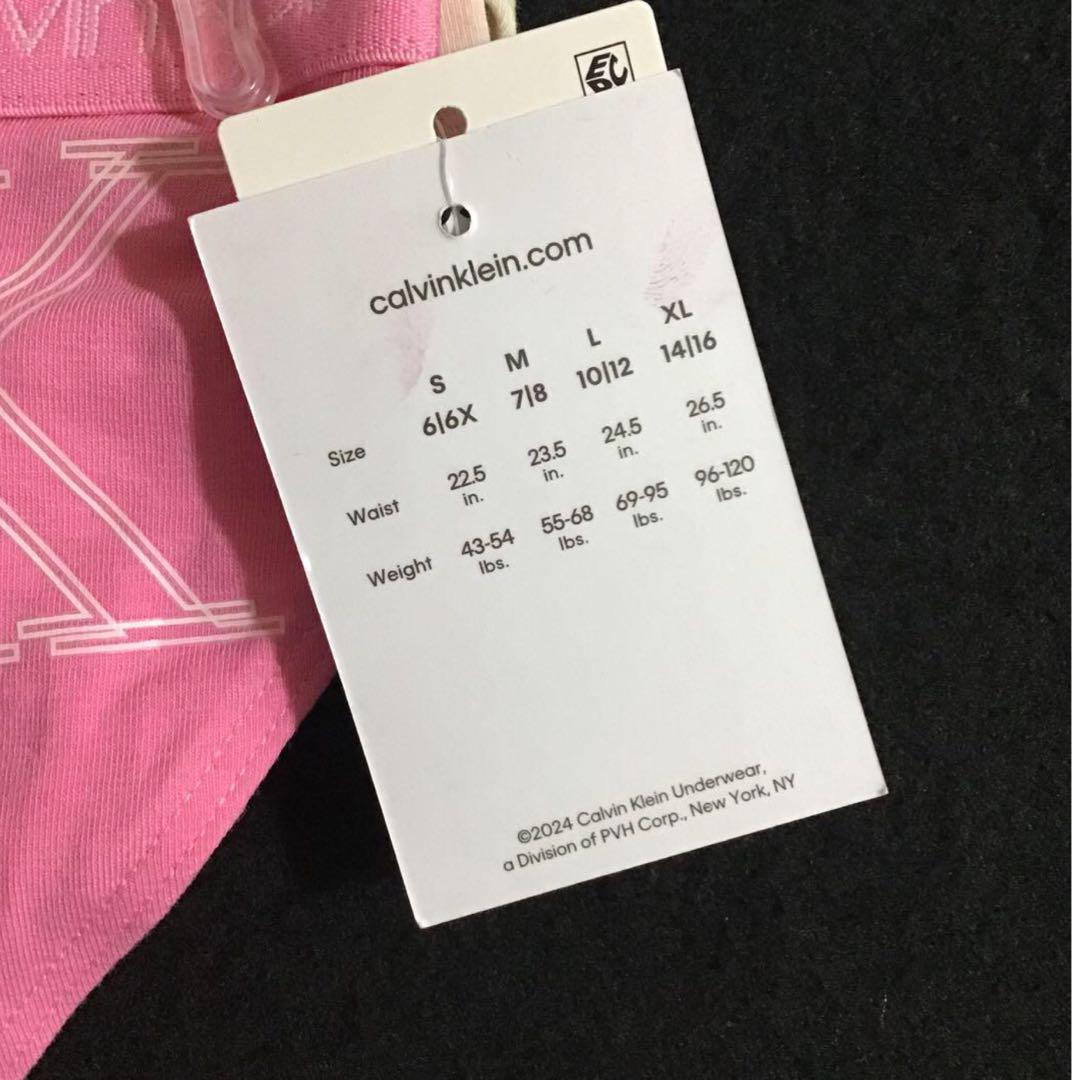 calvinklein.com
S M L XL
Size 6|6X 7|8 10|12 14|16
Waist 22.5 in. 23.5 in. 24.5 in. 26.5 in.
Weight 43-54 lbs. 55-68 lbs. 69-95 lbs. 96-120 lbs.
©2024 Calvin Klein Underwear,
a Division of PVH Corp., New York, NY